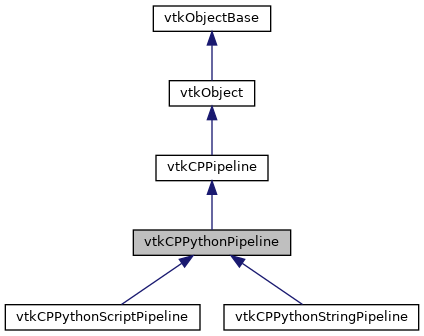 vtkObjectBase
vtkObject
vtkCPPipeline
vtkCPPythonPipeline
vtkCPPythonScriptPipeline
vtkCPPythonStringPipeline